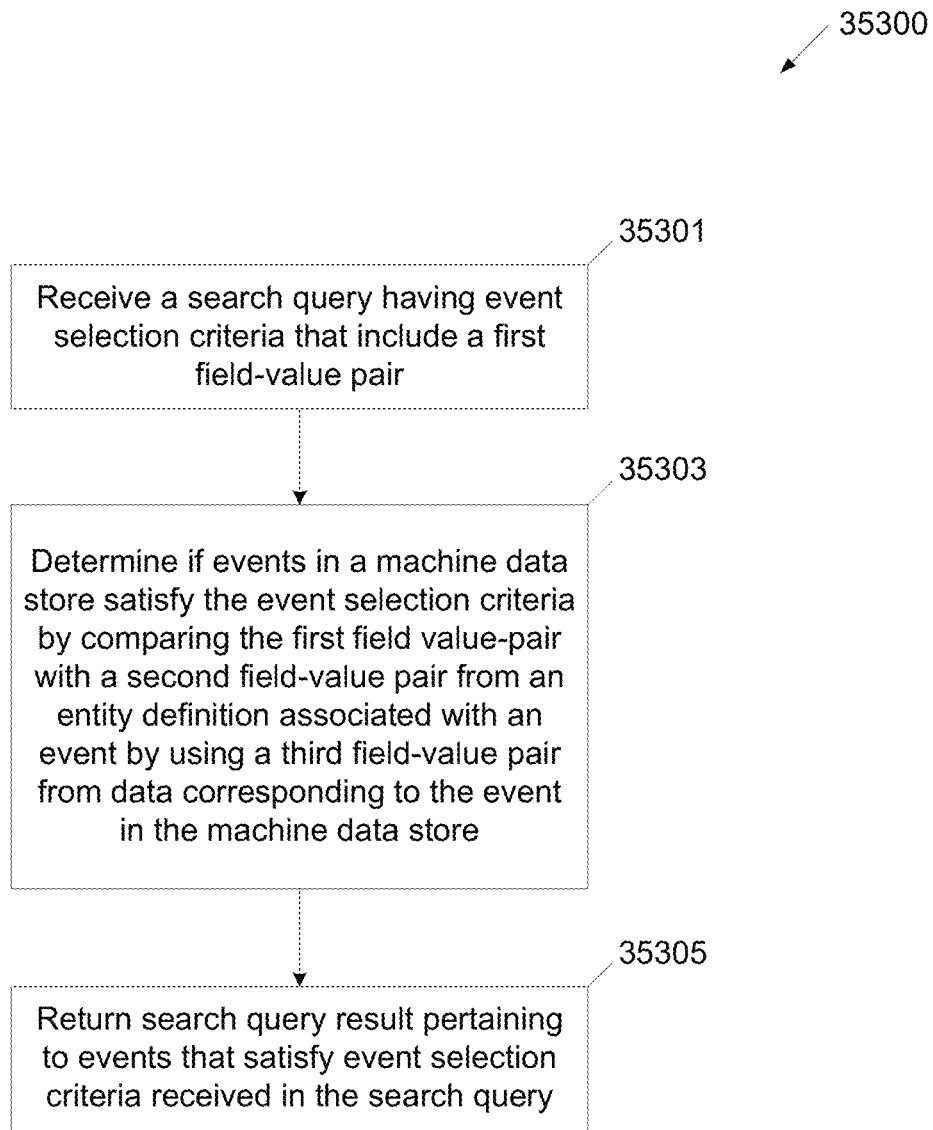 35300
35301
Receive a search query having event
selection criteria that include a first
field-value pair
35303
Determine if events in a machine data
store satisfy the event selection criteria
by comparing the first field value-pair
with a second field-value pair from an
entity definition associated with an
event by using a third field-value pair
from data corresponding to the event
in the machine data store
35305
Return search query result pertaining
to events that satisfy event selection
criteria received in the search query